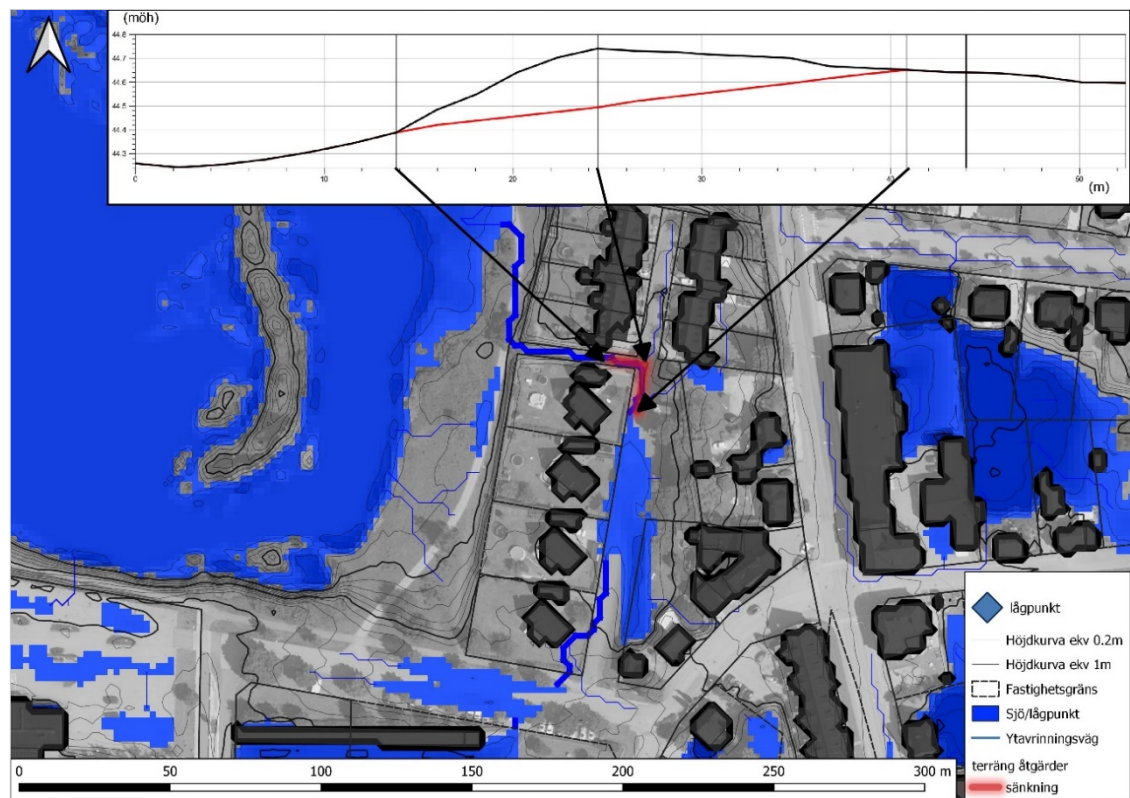 (möh)
44.8
44.7
44.6
44.5
44.4
44.3
0 10 20 30 40 50
(m)
lågpunkt
Höjdkurva ekv 0.2m
Höjdkurva ekv 1m
Fastighetsgräns
Sjö/lågpunkt
Ytavrinningsväg
terräng åtgärder
sänkning
0 50 100 150 200 250 300 m